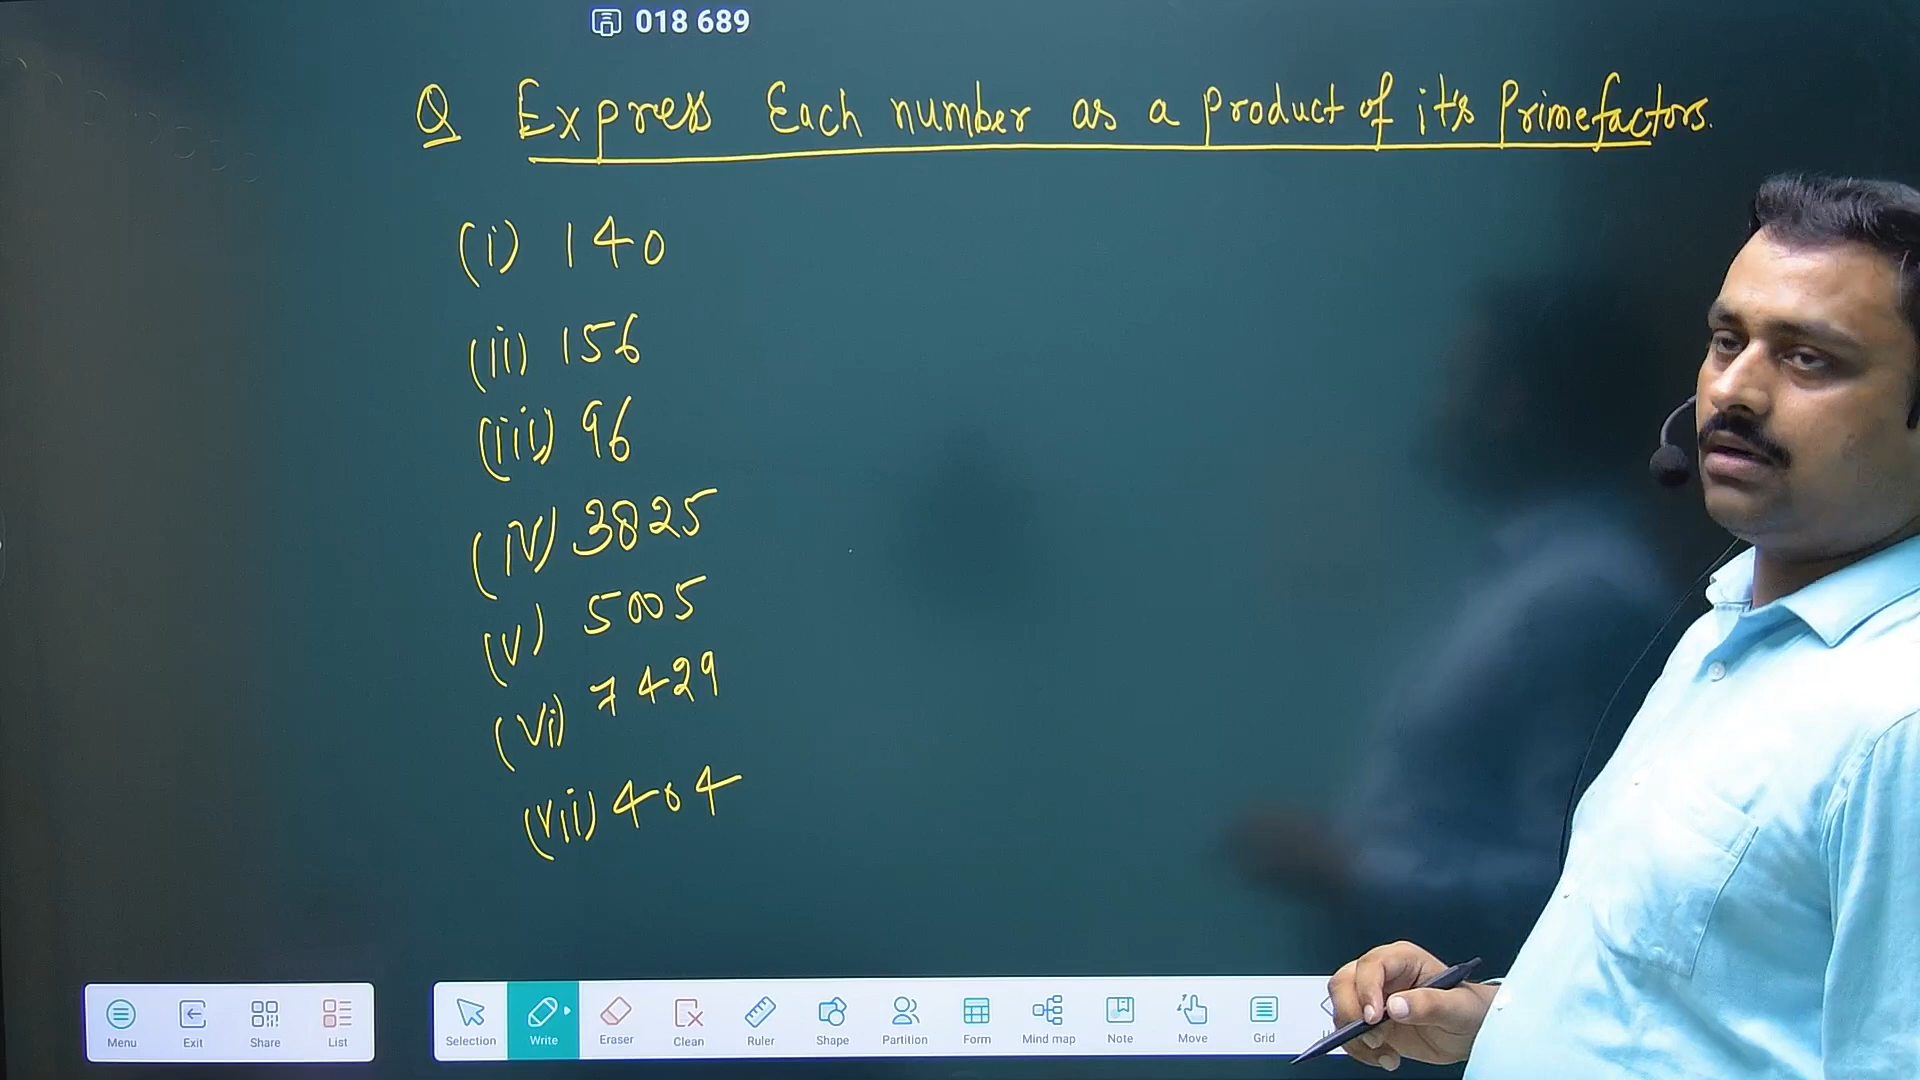 018 689
Q Express Each number as a product of it's Prime factors.
(i) 140
(ii) 156
(iii) 96
(iv) 3825
(v) 5005
(vi) 7429
(vii) 404
Menu Exit Share List Selection Write Eraser Clean Ruler Shape Partition Form Mind map Note Move Grid